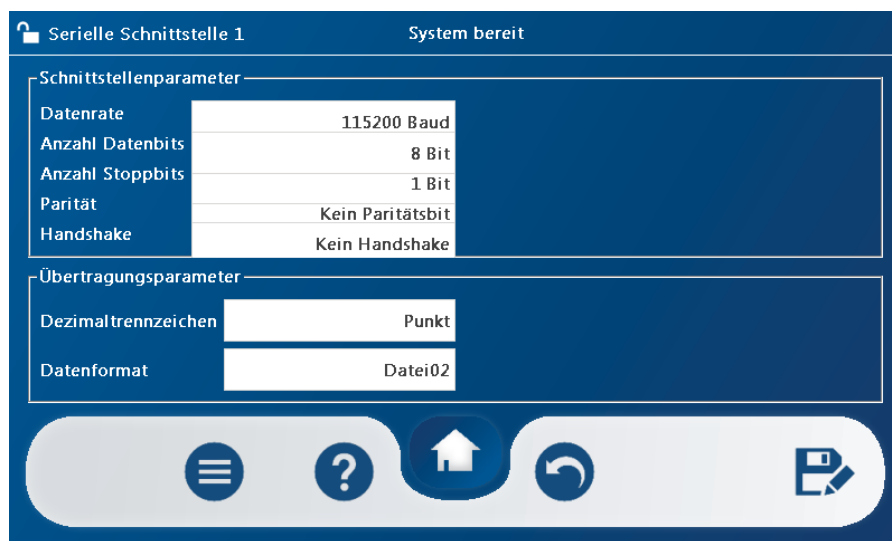 Serielle Schnittstelle 1 System bereit
Schnittstellenparameter
Datenrate 115200 Baud
Anzahl Datenbits 8 Bit
Anzahl Stoppbits 1 Bit
Parität Kein Paritätsbit
Handshake Kein Handshake
Übertragungsparameter
Dezimaltrennzeichen Punkt
Datenformat Datei02
?